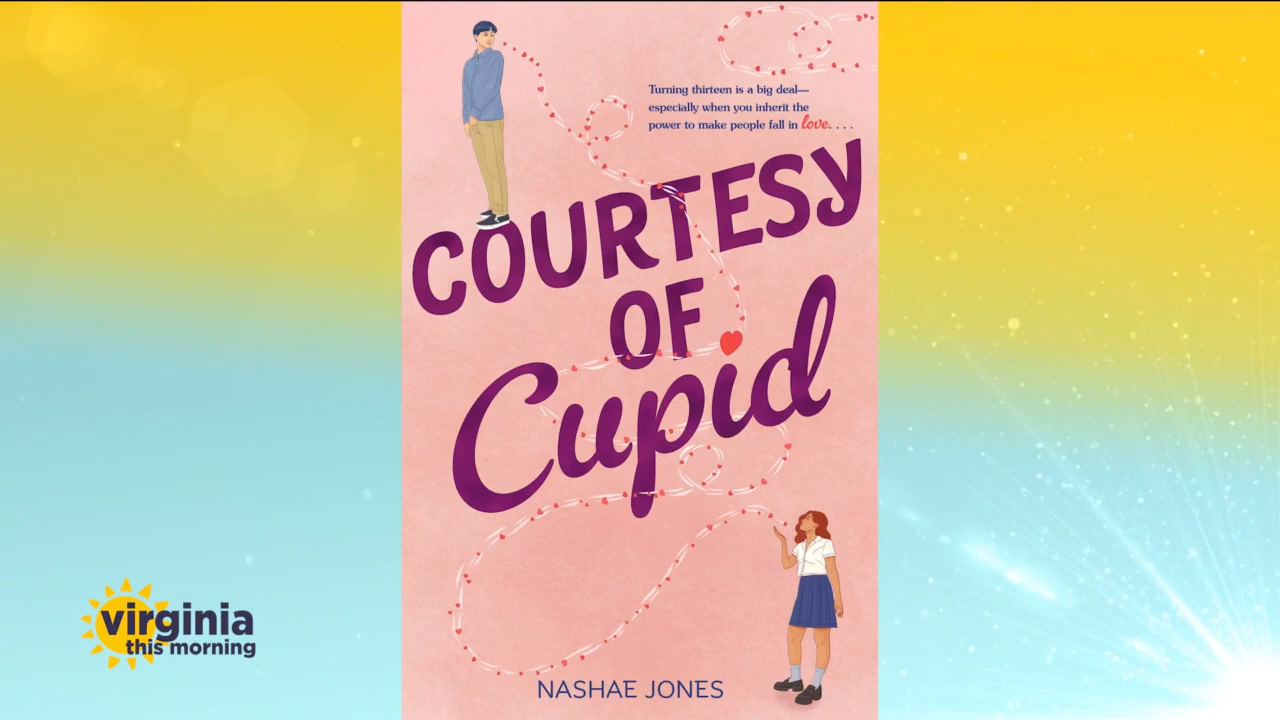 Turning thirteen is a big deal—
especially when you inherit the
power to make people fall in love. . . .
COURTESY
OF
Cupid
virginia
this morning
NASHAE JONES